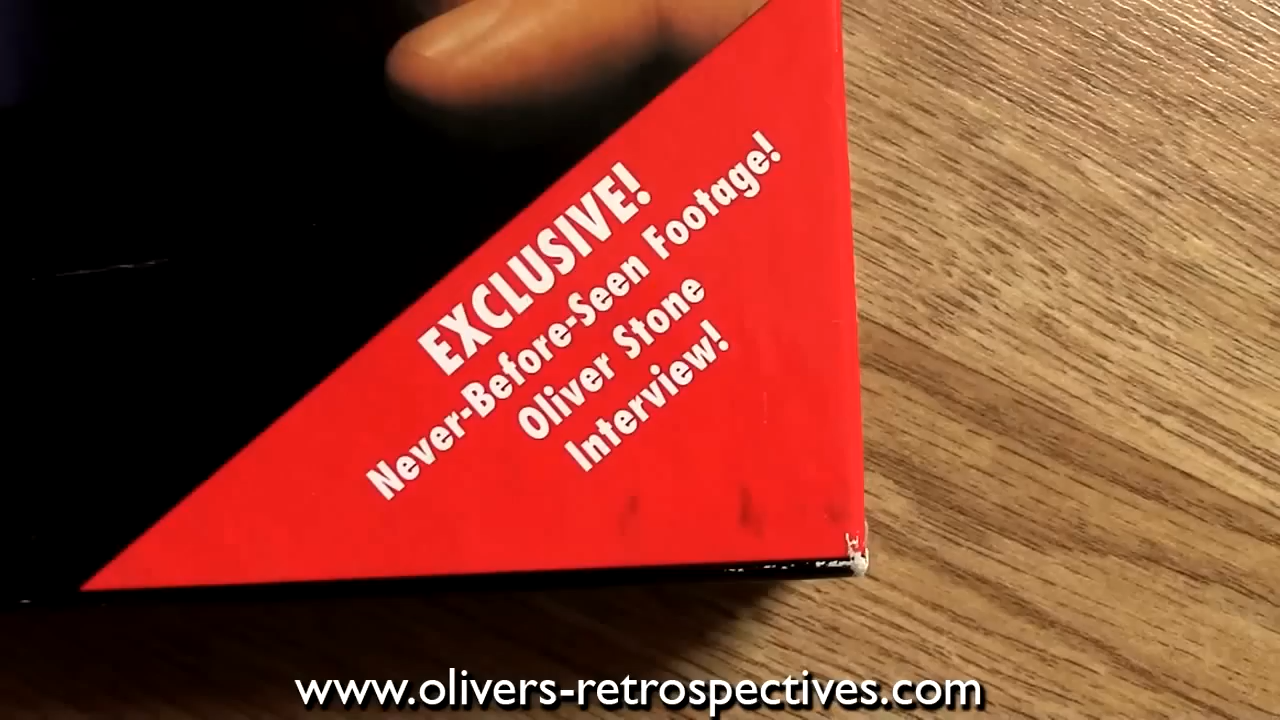 EXCLUSIVE!
Never-Before-Seen Footage!
Oliver Stone
Interview!
www.olivers-retrospectives.com